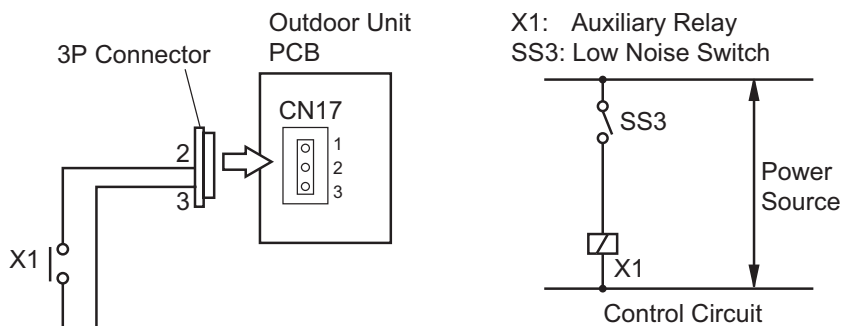 Outdoor Unit
PCB
3P Connector
CN17
1
2
3
2
3
X1
X1: Auxiliary Relay
SS3: Low Noise Switch
SS3
Power
Source
X1
Control Circuit